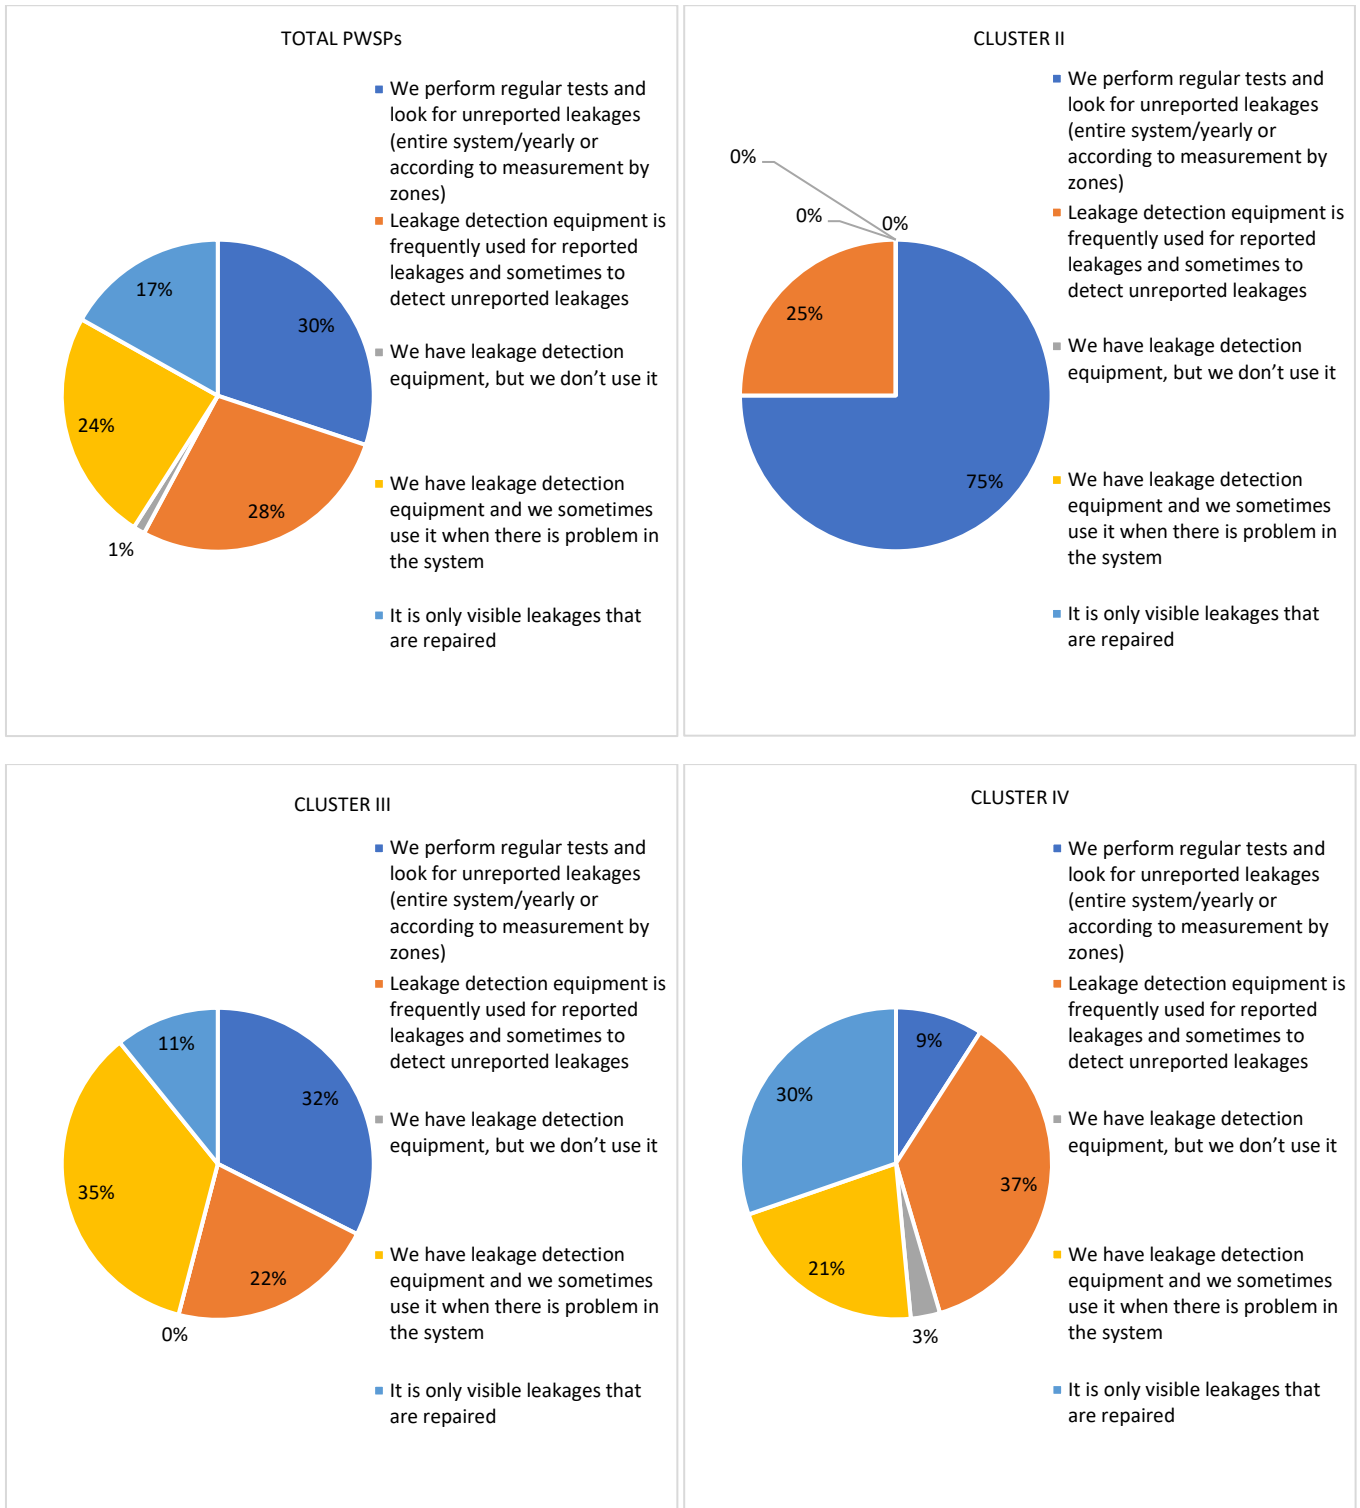 TOTAL PWSPs
We perform regular tests and
look for unreported leakages
(entire system/yearly or
according to measurement by
zones)
Leakage detection equipment is
frequently used for reported
leakages and sometimes to
detect unreported leakages
We have leakage detection
equipment, but we don’t use it
We have leakage detection
equipment and we sometimes
use it when there is problem in
the system
It is only visible leakages that
are repaired
17%
30%
24%
28%
1%
CLUSTER II
We perform regular tests and
look for unreported leakages
(entire system/yearly or
according to measurement by
zones)
Leakage detection equipment is
frequently used for reported
leakages and sometimes to
detect unreported leakages
We have leakage detection
equipment, but we don’t use it
We have leakage detection
equipment and we sometimes
use it when there is problem in
the system
It is only visible leakages that
are repaired
0%
0%
0%
25%
75%
CLUSTER III
We perform regular tests and
look for unreported leakages
(entire system/yearly or
according to measurement by
zones)
Leakage detection equipment is
frequently used for reported
leakages and sometimes to
detect unreported leakages
We have leakage detection
equipment, but we don’t use it
We have leakage detection
equipment and we sometimes
use it when there is problem in
the system
It is only visible leakages that
are repaired
11%
32%
35%
22%
0%
CLUSTER IV
We perform regular tests and
look for unreported leakages
(entire system/yearly or
according to measurement by
zones)
Leakage detection equipment is
frequently used for reported
leakages and sometimes to
detect unreported leakages
We have leakage detection
equipment, but we don’t use it
We have leakage detection
equipment and we sometimes
use it when there is problem in
the system
It is only visible leakages that
are repaired
9%
30%
37%
21%
3%